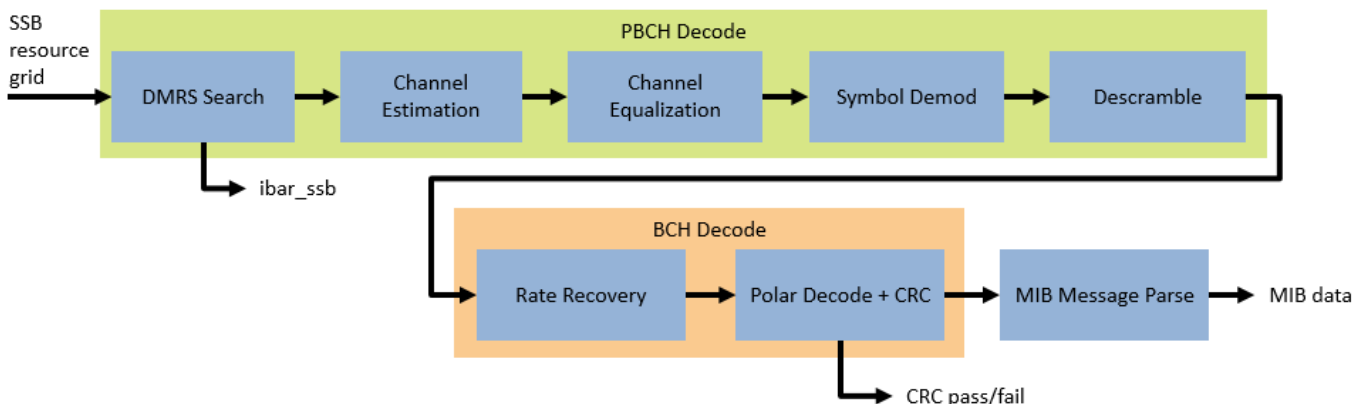 SSB
resource
grid
PBCH Decode
DMRS Search
Channel
Estimation
Channel
Equalization
Symbol Demod
Descramble
ibar_ssb
BCH Decode
Rate Recovery
Polar Decode + CRC
MIB Message Parse
MIB data
CRC pass/fail